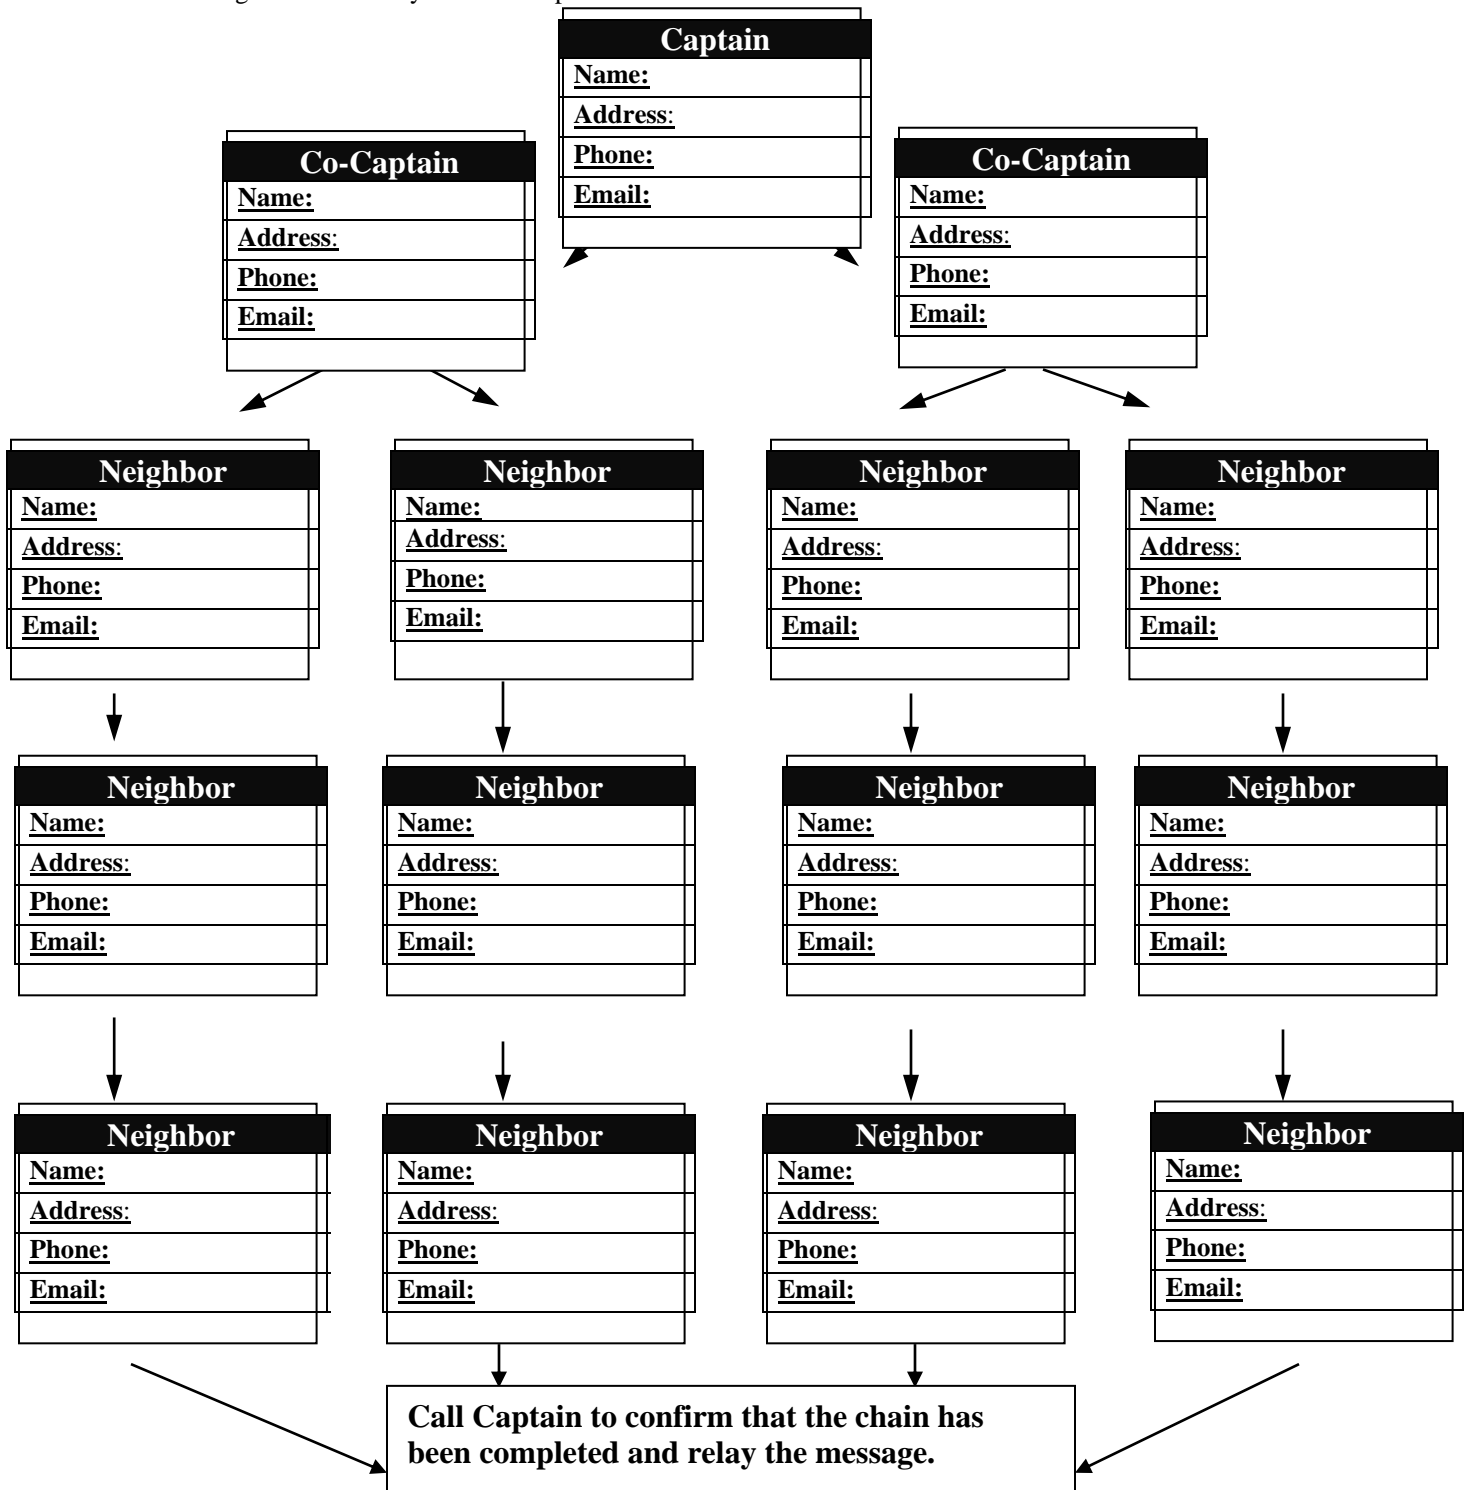 Captain
Name:
Address:
Phone:
Email:
Co-Captain
Name:
Address:
Phone:
Email:
Co-Captain
Name:
Address:
Phone:
Email:
Neighbor
Name:
Address:
Phone:
Email:
Neighbor
Name:
Address:
Phone:
Email:
Neighbor
Name:
Address:
Phone:
Email:
Neighbor
Name:
Address:
Phone:
Email:
Neighbor
Name:
Address:
Phone:
Email:
Neighbor
Name:
Address:
Phone:
Email:
Neighbor
Name:
Address:
Phone:
Email:
Neighbor
Name:
Address:
Phone:
Email:
Neighbor
Name:
Address:
Phone:
Email:
Neighbor
Name:
Address:
Phone:
Email:
Neighbor
Name:
Address:
Phone:
Email:
Neighbor
Name:
Address:
Phone:
Email:
Call Captain to confirm that the chain has
been completed and relay the message.